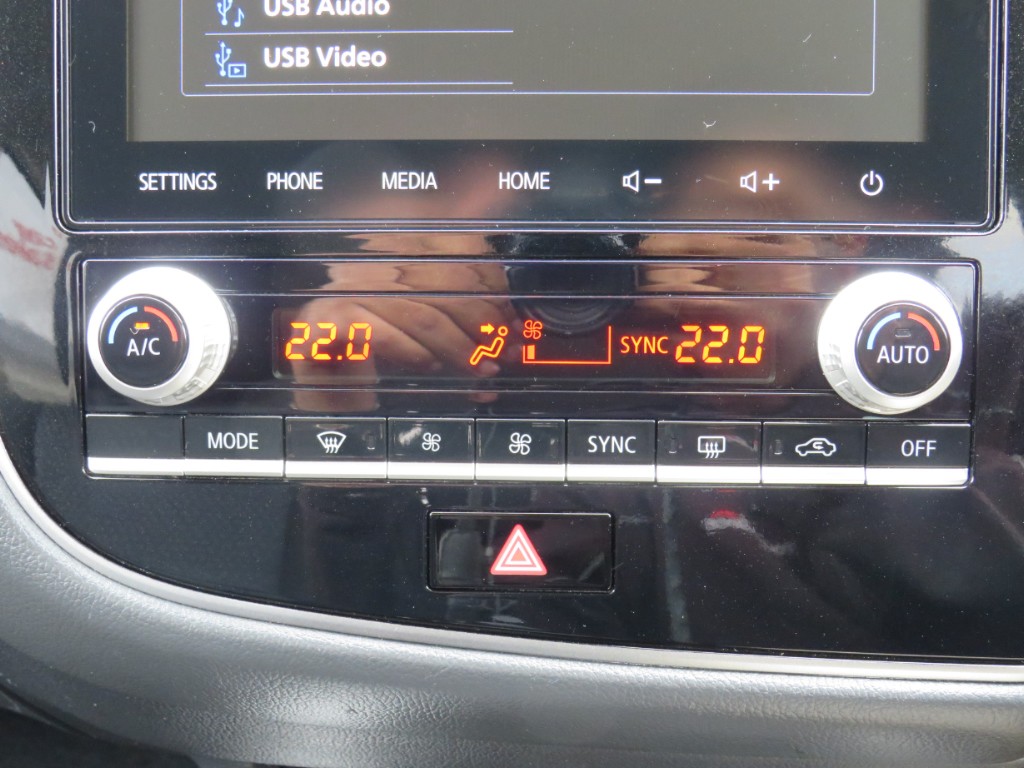 USB Audio
USB Video
SETTINGS PHONE MEDIA HOME
22.0 SYNC 22.0
A/C AUTO
MODE SYNC OFF